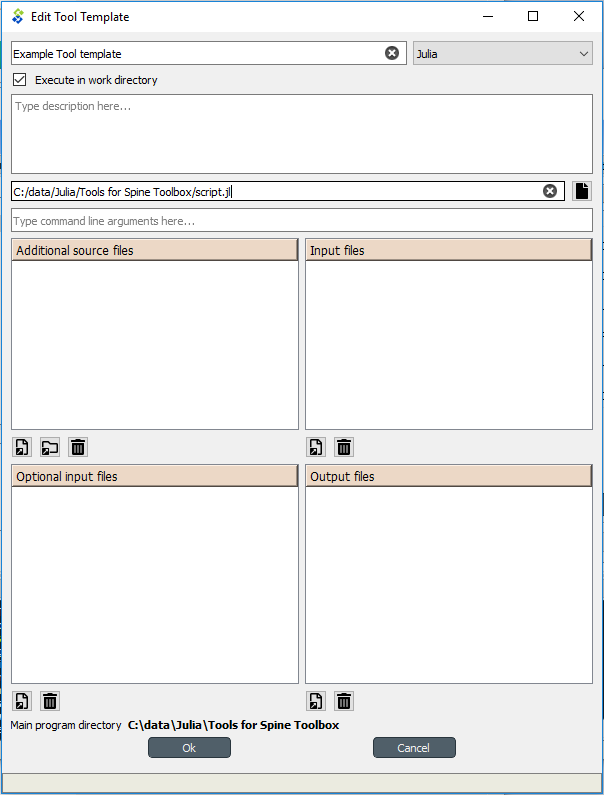 Edit Tool Template
Example Tool template
Julia
Execute in work directory
Type description here...
C:/data/Julia/Tools for Spine Toolbox/script.jl
Type command line arguments here...
Additional source files
Input files
Optional input files
Output files
Main program directory C:\data\Julia\Tools for Spine Toolbox
Ok
Cancel